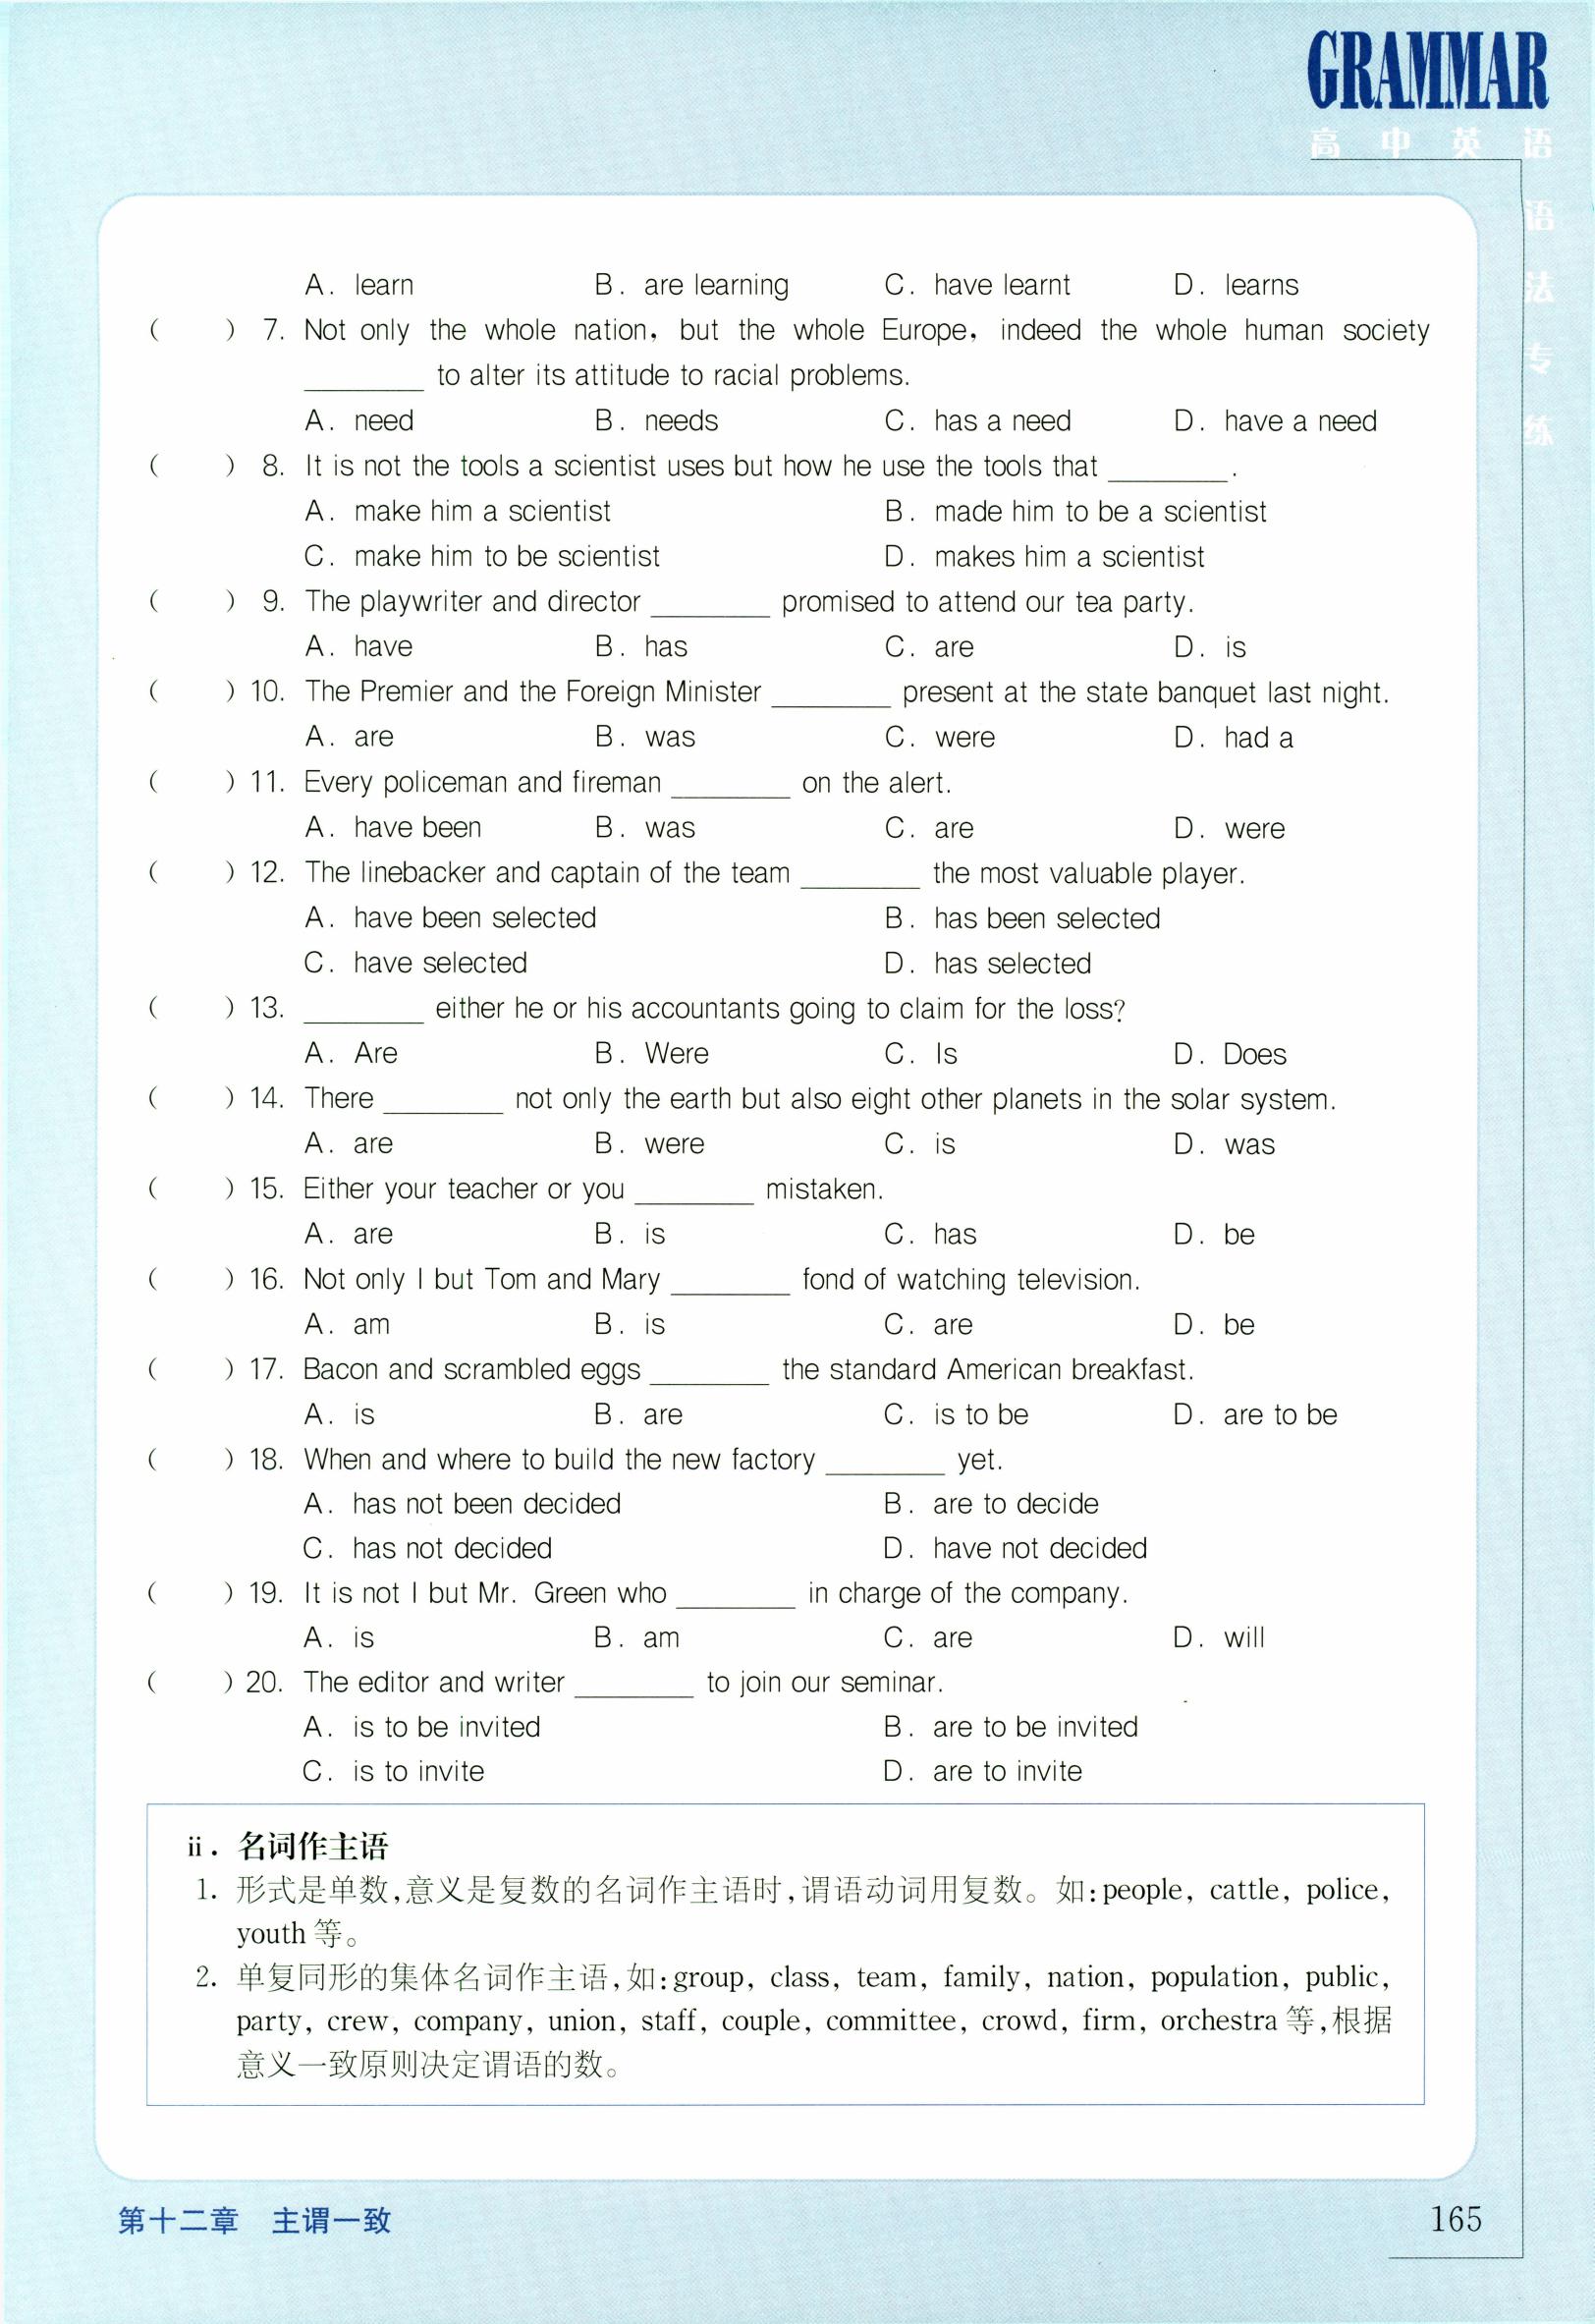 GRAMMAR
高中英语
语法专练
A. learn B. are learning C. have learnt D. learns
( ) 7. Not only the whole nation, but the whole Europe, indeed the whole human society
________ to alter its attitude to racial problems.
A. need B. needs C. has a need D. have a need
( ) 8. It is not the tools a scientist uses but how he use the tools that ________.
A. make him a scientist B. made him to be a scientist
C. make him to be scientist D. makes him a scientist
( ) 9. The playwriter and director ________ promised to attend our tea party.
A. have B. has C. are D. is
( ) 10. The Premier and the Foreign Minister ________ present at the state banquet last night.
A. are B. was C. were D. had a
( ) 11. Every policeman and fireman ________ on the alert.
A. have been B. was C. are D. were
( ) 12. The linebacker and captain of the team ________ the most valuable player.
A. have been selected B. has been selected
C. have selected D. has selected
( ) 13. ________ either he or his accountants going to claim for the loss?
A. Are B. Were C. Is D. Does
( ) 14. There ________ not only the earth but also eight other planets in the solar system.
A. are B. were C. is D. was
( ) 15. Either your teacher or you ________ mistaken.
A. are B. is C. has D. be
( ) 16. Not only I but Tom and Mary ________ fond of watching television.
A. am B. is C. are D. be
( ) 17. Bacon and scrambled eggs ________ the standard American breakfast.
A. is B. are C. is to be D. are to be
( ) 18. When and where to build the new factory ________ yet.
A. has not been decided B. are to decide
C. has not decided D. have not decided
( ) 19. It is not I but Mr. Green who ________ in charge of the company.
A. is B. am C. are D. will
( ) 20. The editor and writer ________ to join our seminar.
A. is to be invited B. are to be invited
C. is to invite D. are to invite
ii. 名词作主语
1. 形式是单数,意义是复数的名词作主语时,谓语动词用复数。如:people, cattle, police,
youth 等。
2. 单复同形的集体名词作主语,如:group, class, team, family, nation, population, public,
party, crew, company, union, staff, couple, committee, crowd, firm, orchestra 等,根据
意义一致原则决定谓语的数。
第十二章 主谓一致
165